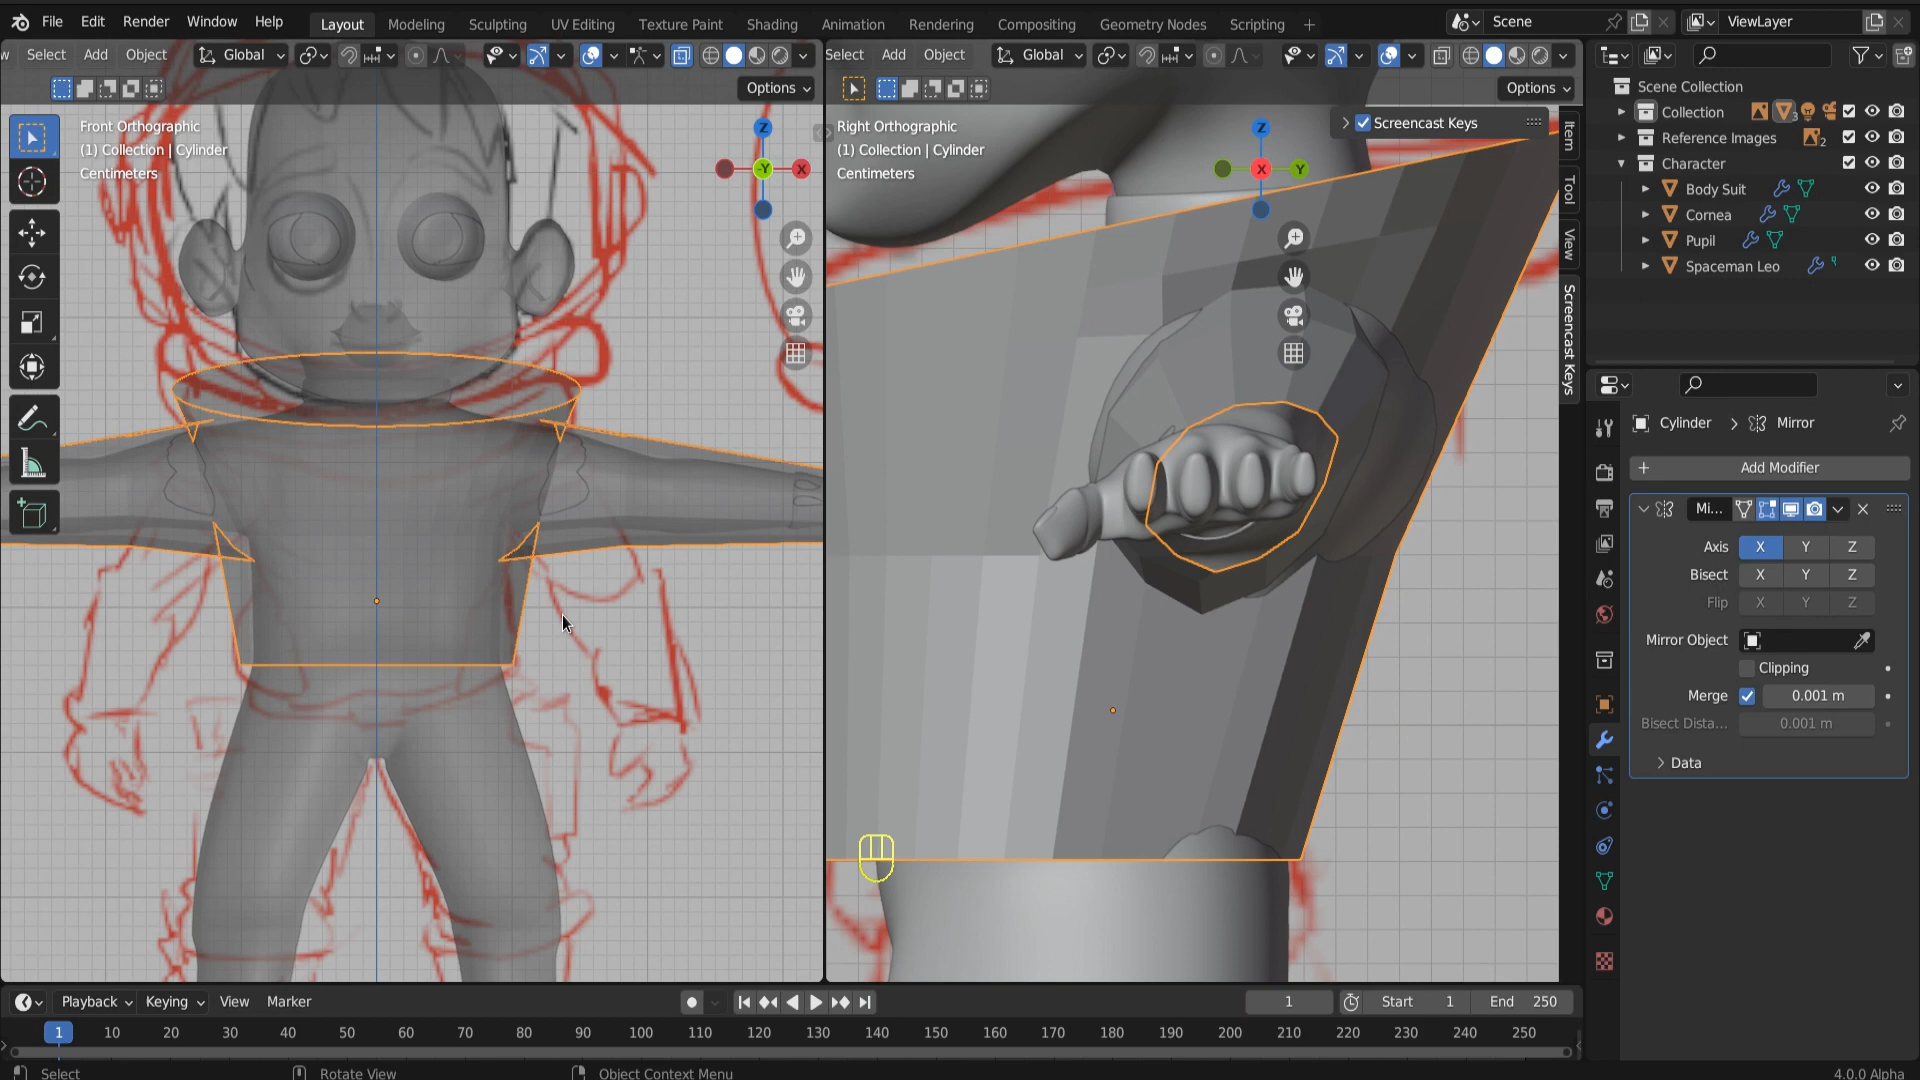 File Edit Render Window Help
Layout Modeling Sculpting UV Editing Texture Paint Shading Animation Rendering Compositing Geometry Nodes Scripting +
Scene
ViewLayer
Select Add Object Global
Options
Front Orthographic
(1) Collection | Cylinder
Centimeters
Z
-Y
X
Select Add Object Global
Options
Right Orthographic
(1) Collection | Cylinder
Centimeters
Z
X
Y
Screencast Keys
Item
Tool
View
Screencast Keys
Scene Collection
Collection 3
Reference Images 2
Character
Body Suit
Cornea
Pupil
Spaceman Leo
Cylinder > Mirror
+ Add Modifier
Mi...
Axis X Y Z
Bisect X Y Z
Flip X Y Z
Mirror Object
Clipping
Merge 0.001 m
Bisect Dista... 0.001 m
Data
Playback Keying View Marker
1 Start 1 End 250
1 10 20 30 40 50 60 70 80 90 100 110 120 130 140 150 160 170 180 190 200 210 220 230 240 250
Select Rotate View Object Context Menu 4.0.0 Alpha